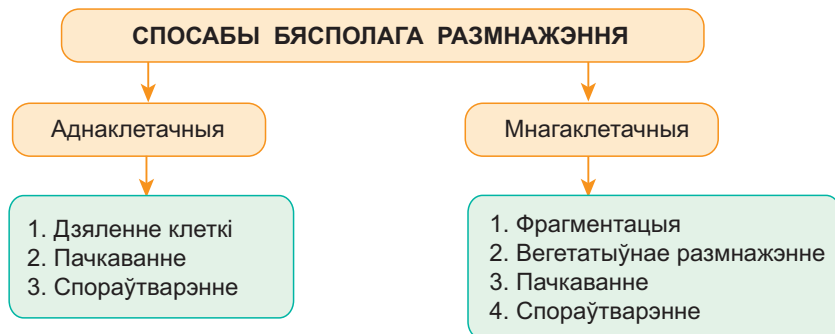 СПОСАБЫ БЯСПОЛАГА РАЗМНАЖЭННЯ
Аднаклетачныя
Мнагаклетачныя
1. Дзяленне клеткі
2. Пачкаванне
3. Спораўтварэнне
1. Фрагментацыя
2. Вегетатыўнае размнажэнне
3. Пачкаванне
4. Спораўтварэнне